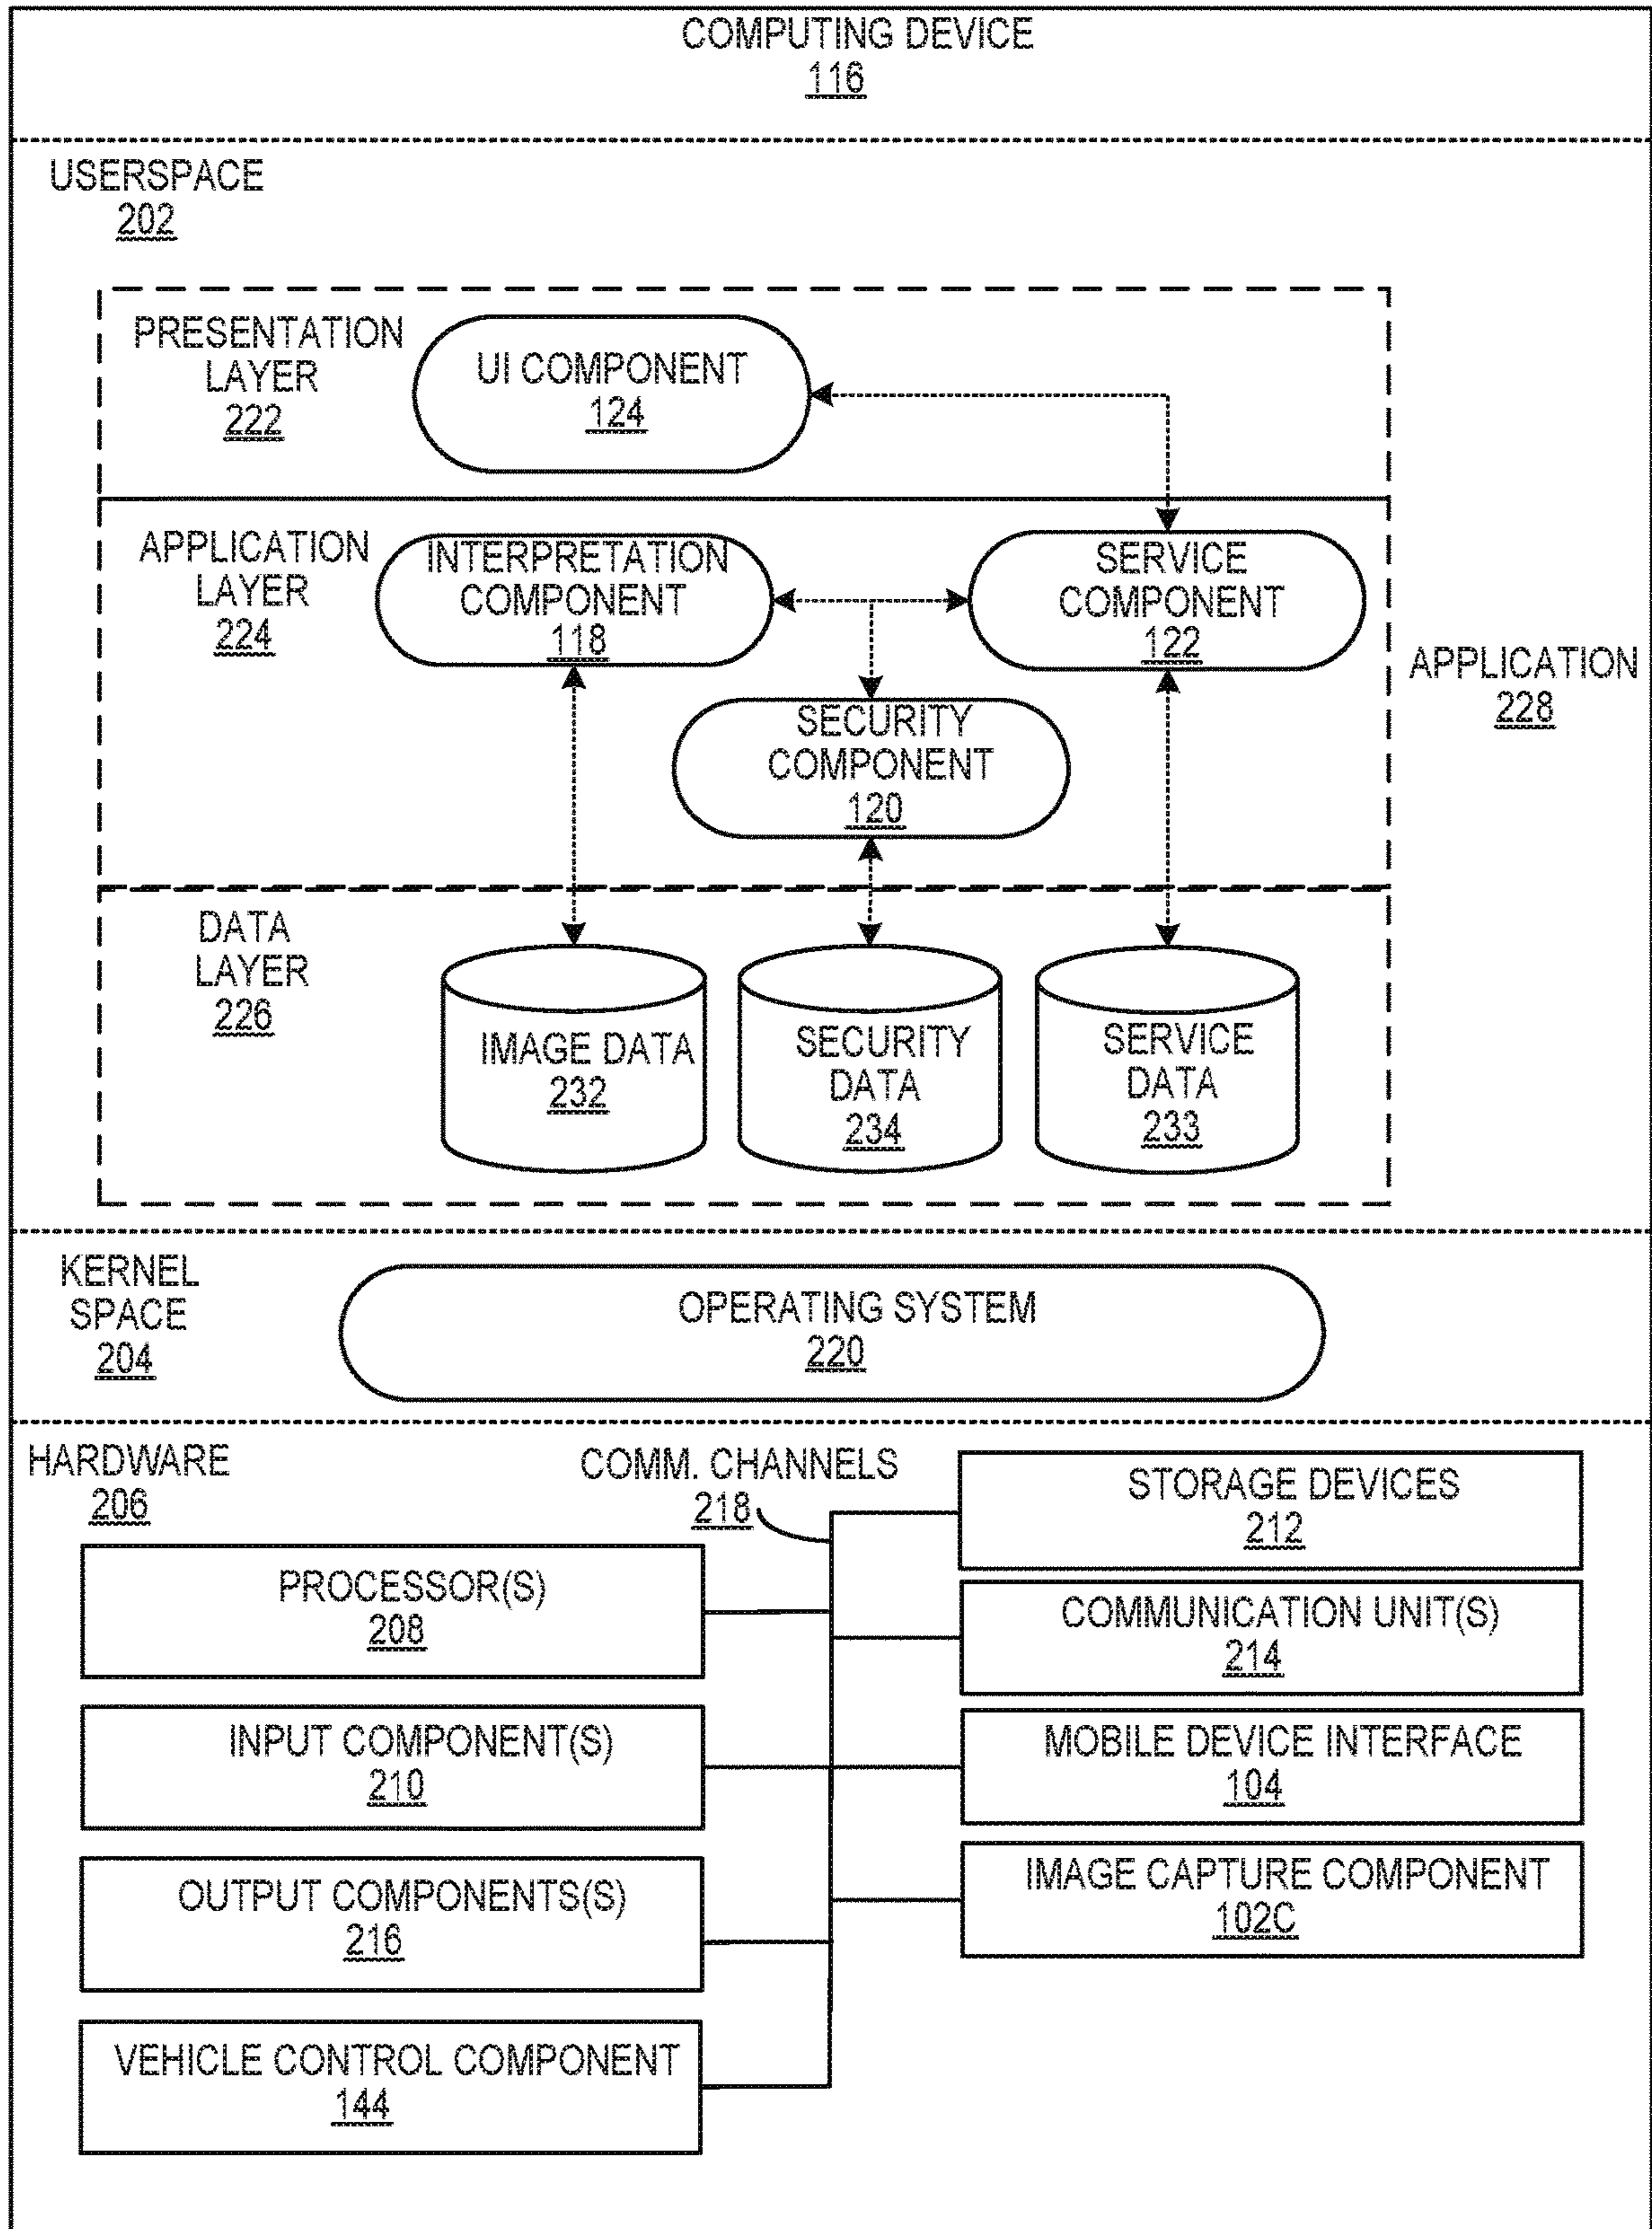 COMPUTING DEVICE
116
USERSPACE
202
PRESENTATION
LAYER
222
UI COMPONENT
124
APPLICATION
LAYER
224
INTERPRETATION
COMPONENT
118
SERVICE
COMPONENT
122
SECURITY
COMPONENT
120
APPLICATION
228
DATA
LAYER
226
IMAGE DATA
232
SECURITY
DATA
234
SERVICE
DATA
233
KERNEL
SPACE
204
OPERATING SYSTEM
220
HARDWARE
206
COMM. CHANNELS
218
PROCESSOR(S)
208
INPUT COMPONENT(S)
210
OUTPUT COMPONENTS(S)
216
VEHICLE CONTROL COMPONENT
144
STORAGE DEVICES
212
COMMUNICATION UNIT(S)
214
MOBILE DEVICE INTERFACE
104
IMAGE CAPTURE COMPONENT
102C